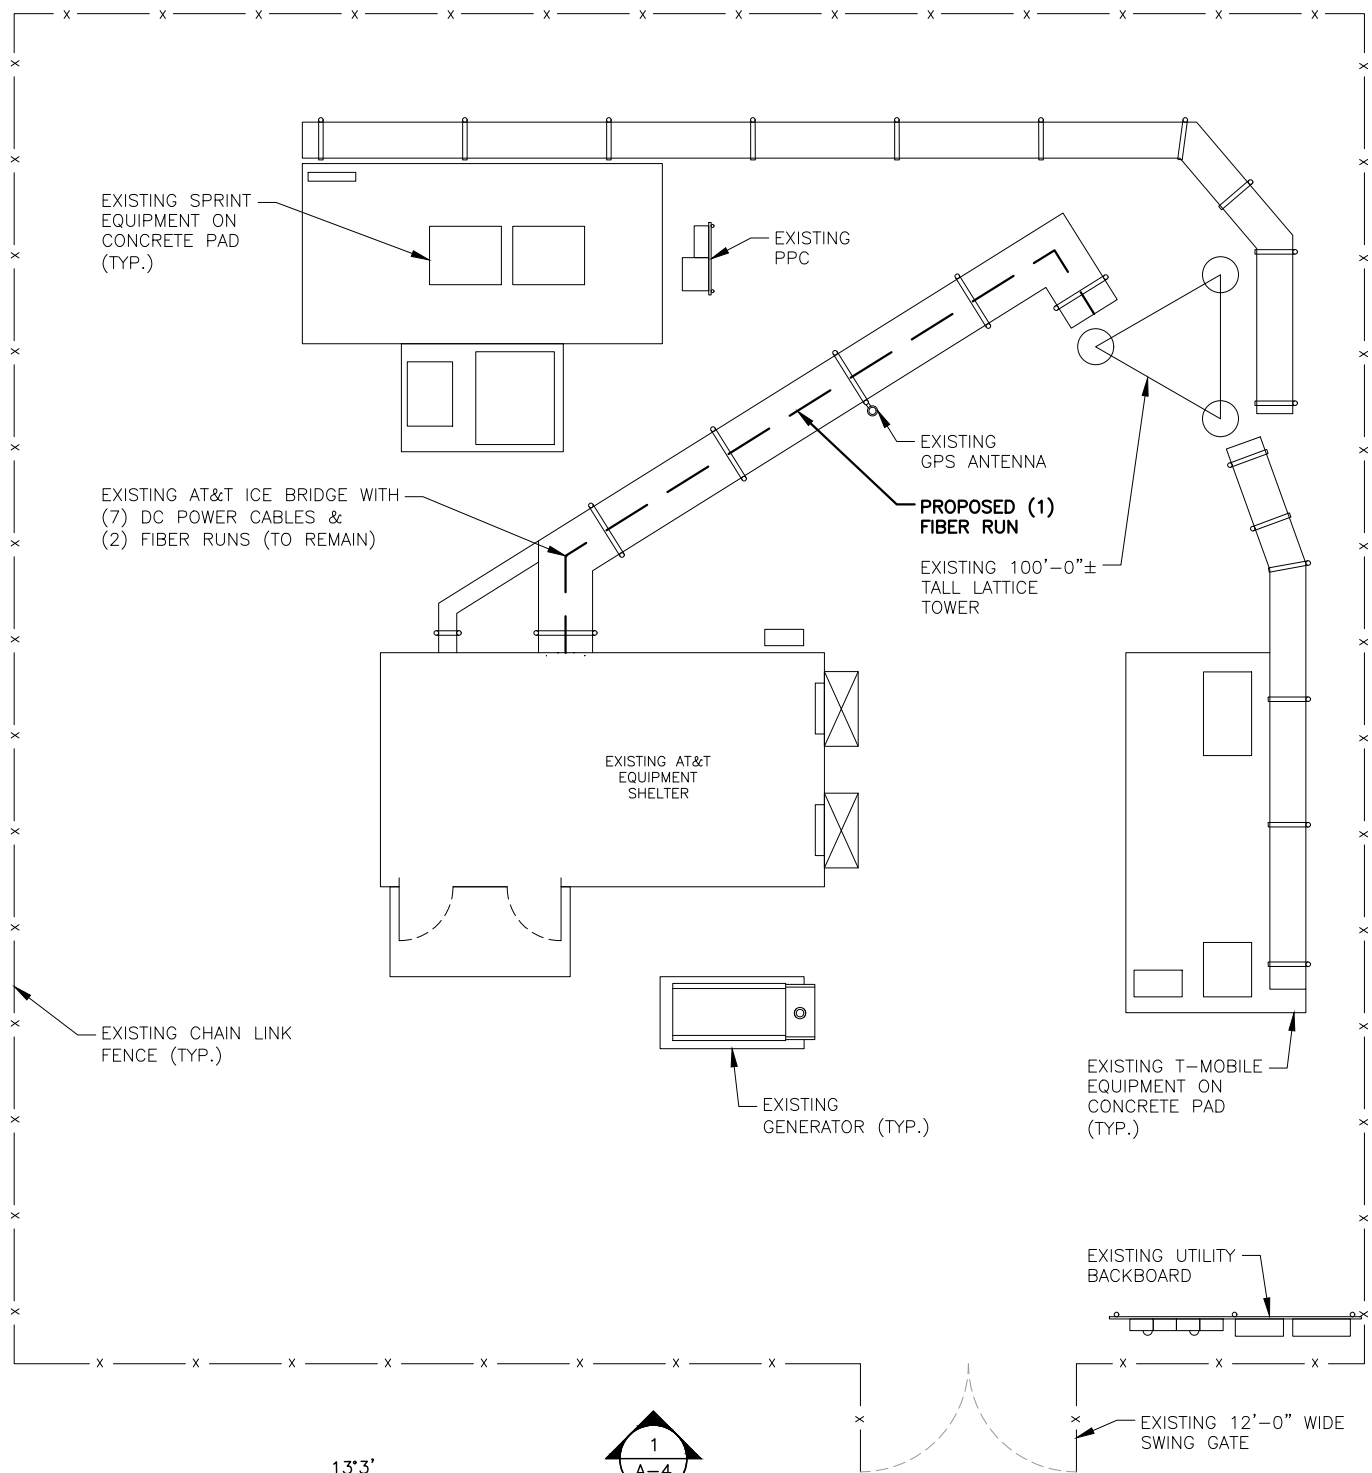 EXISTING SPRINT
EQUIPMENT ON
CONCRETE PAD
(TYP.)
EXISTING
PPC
EXISTING
GPS ANTENNA
EXISTING AT&T ICE BRIDGE WITH
(7) DC POWER CABLES &
(2) FIBER RUNS (TO REMAIN)
PROPOSED (1)
FIBER RUN
EXISTING 100'-0"±
TALL LATTICE
TOWER
EXISTING AT&T
EQUIPMENT
SHELTER
EXISTING CHAIN LINK
FENCE (TYP.)
EXISTING T-MOBILE
EQUIPMENT ON
CONCRETE PAD
(TYP.)
EXISTING
GENERATOR (TYP.)
EXISTING UTILITY
BACKBOARD
EXISTING 12'-0" WIDE
SWING GATE
1
A-4
13°3'